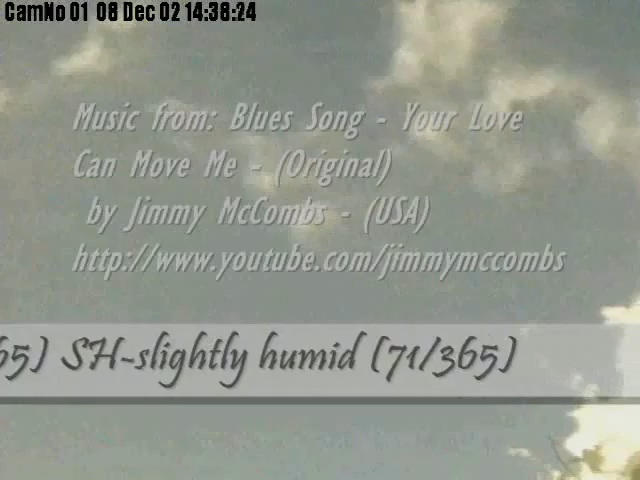 CamNo 01 08 Dec 02 14:38:24
Music from: Blues Song - Your Love
Can Move Me - (Original)
by Jimmy McCombs - (USA)
http://www.youtube.com/jimmymccombs
65) SH-slightly humid (71/365)